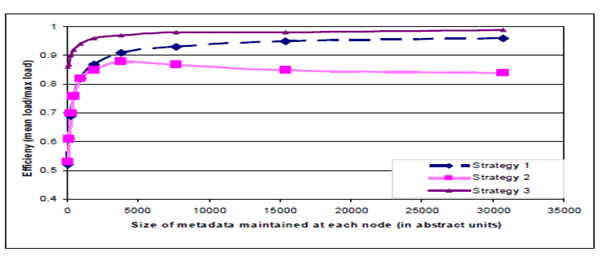 1
0.9
0.8
0.7
0.6
0.5
0.4
Efficieny (mean load/max load)
0 5000 10000 15000 20000 25000 30000 35000
Size of metadata maintained at each node (in abstract units)
Strategy 1
Strategy 2
Strategy 3